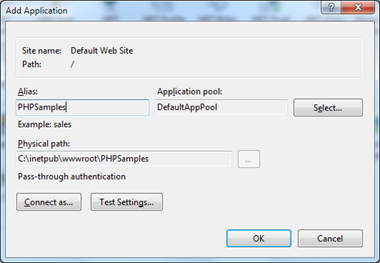 Add Application
Site name: Default Web Site
Path: /
Alias: Application pool:
PHPSamples DefaultAppPool Select...
Example: sales
Physical path:
C:\inetpub\wwwroot\PHPSamples ...
Pass-through authentication
Connect as... Test Settings...
OK Cancel